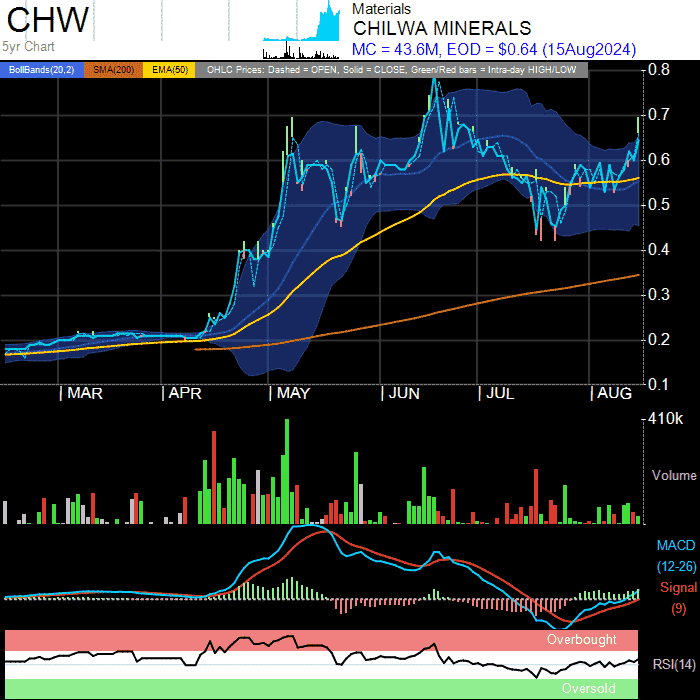 CHW
5yr Chart
Materials
CHILWA MINERALS
MC = 43.6M, EOD = $0.64 (15Aug2024)
BollBands(20,2) SMA(200) EMA(50) OHLC Prices: Dashed = OPEN, Solid = CLOSE, Green/Red bars = Intra-day HIGH/LOW
0.8
0.7
0.6
0.5
0.4
0.3
0.2
0.1
MAR APR MAY JUN JUL AUG
410k
Volume
MACD
(12-26)
Signal
(9)
Overbought
RSI(14)
Oversold